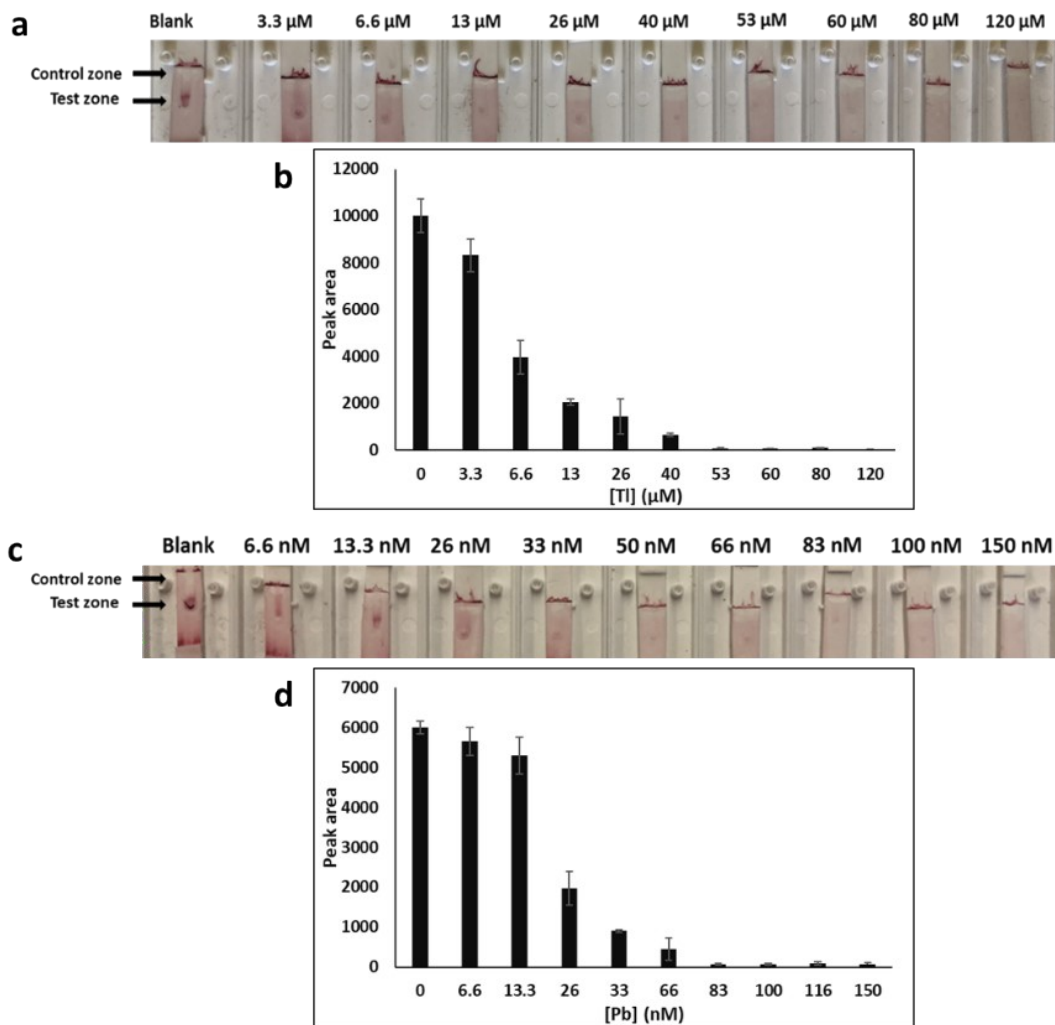 a
Blank 3.3 µM 6.6 µM 13 µM 26 µM 40 µM 53 µM 60 µM 80 µM 120 µM
Control zone
Test zone
b
12000
10000
8000
6000
4000
2000
0
Peak area
0 3.3 6.6 13 26 40 53 60 80 120
[Tl] (µM)
c
Blank 6.6 nM 13.3 nM 26 nM 33 nM 50 nM 66 nM 83 nM 100 nM 150 nM
Control zone
Test zone
d
7000
6000
5000
4000
3000
2000
1000
0
Peak area
0 6.6 13.3 26 33 66 83 100 116 150
[Pb] (nM)